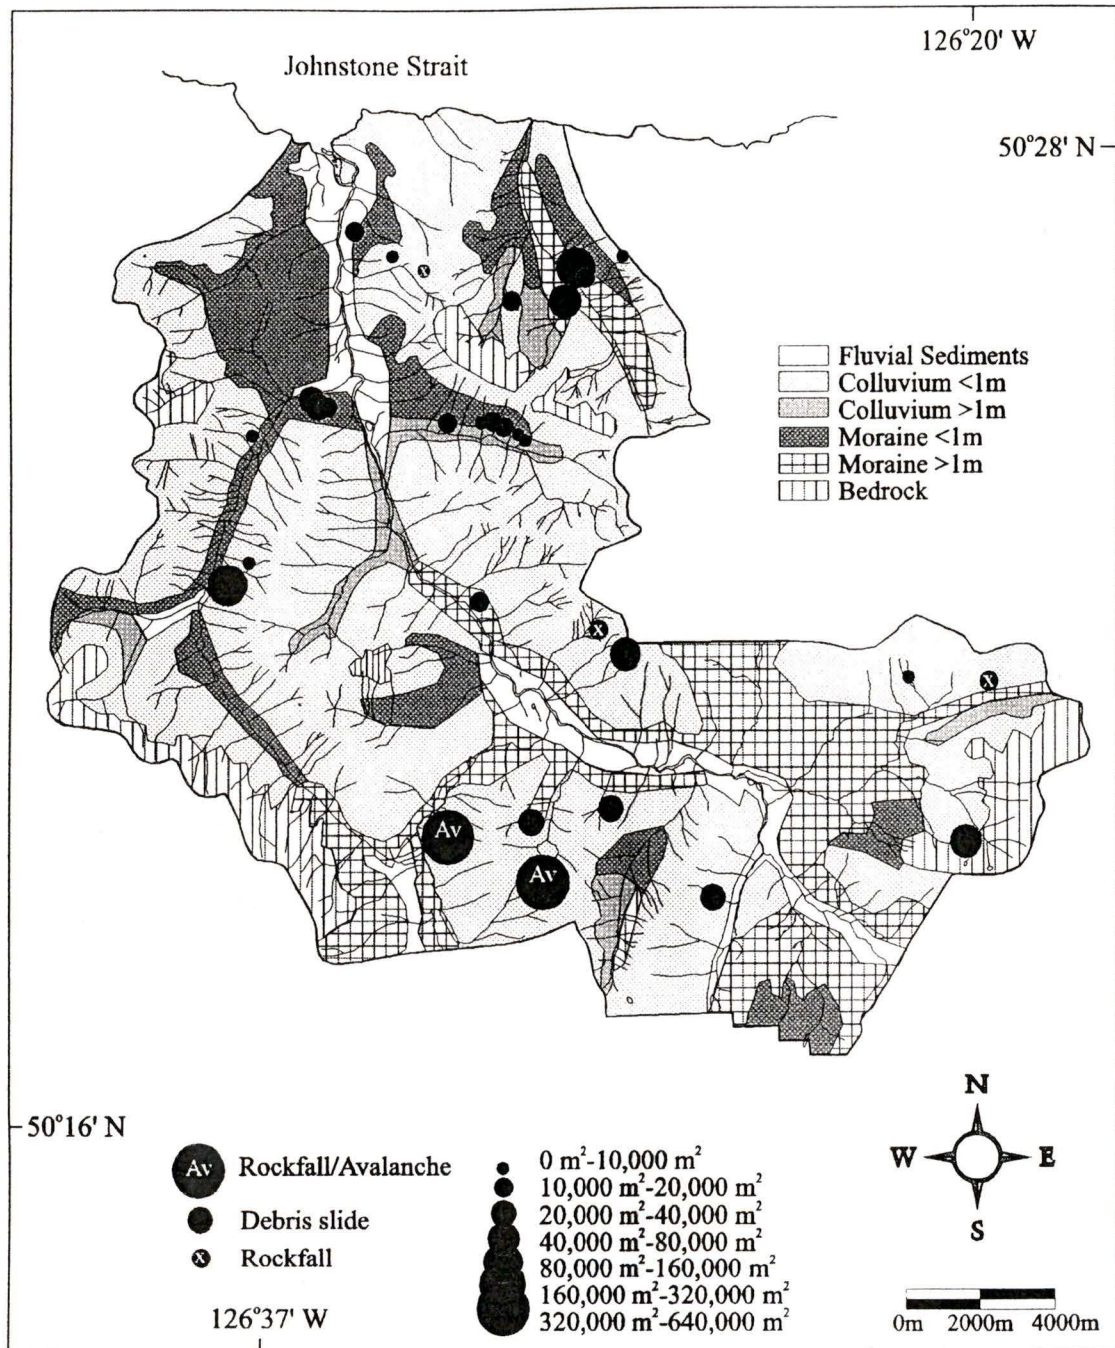 126°20' W
Johnstone Strait
50°28' N
x
Fluvial Sediments
Colluvium <1m
Colluvium >1m
Moraine <1m
Moraine >1m
Bedrock
x
x
Av
Av
N
W E
S
50°16' N
Av Rockfall/Avalanche
Debris slide
x Rockfall
0 m²-10,000 m²
10,000 m²-20,000 m²
20,000 m²-40,000 m²
40,000 m²-80,000 m²
80,000 m²-160,000 m²
160,000 m²-320,000 m²
320,000 m²-640,000 m²
126°37' W
0m 2000m 4000m